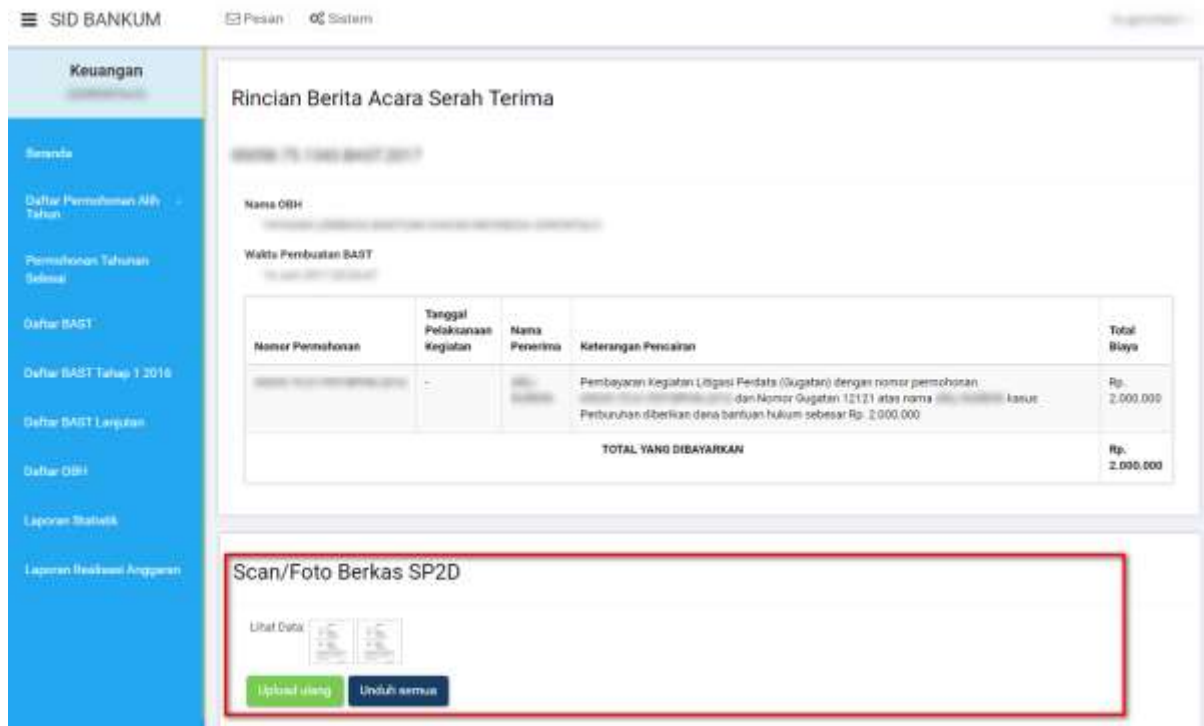 SID BANKUM
Pesan
Sistem
Keuangan
Beranda
Daftar Permohonan Alih
Tahun
Permohonan Tahunan
Selesai
Daftar BAST
Daftar BAST Tahap 1 2016
Daftar BAST Lanjutan
Daftar OBH
Laporan Statistik
Laporan Realisasi Anggaran
Rincian Berita Acara Serah Terima
Nama OBH
Waktu Pembuatan BAST
Nomor Permohonan
Tanggal
Pelaksanaan
Kegiatan
Nama
Penerima
Keterangan Pencairan
Total
Biaya
-
Pembayaran Kegiatan Litigasi Perdata (Gugatan) dengan nomor permohonan
dan Nomor Gugatan 12121 atas nama kasus
Perburuhan diberikan dana bantuan hukum sebesar Rp. 2.000.000
Rp.
2.000.000
TOTAL YANG DIBAYARKAN
Rp.
2.000.000
Scan/Foto Berkas SP2D
Lihat Data:
Upload ulang
Unduh semua